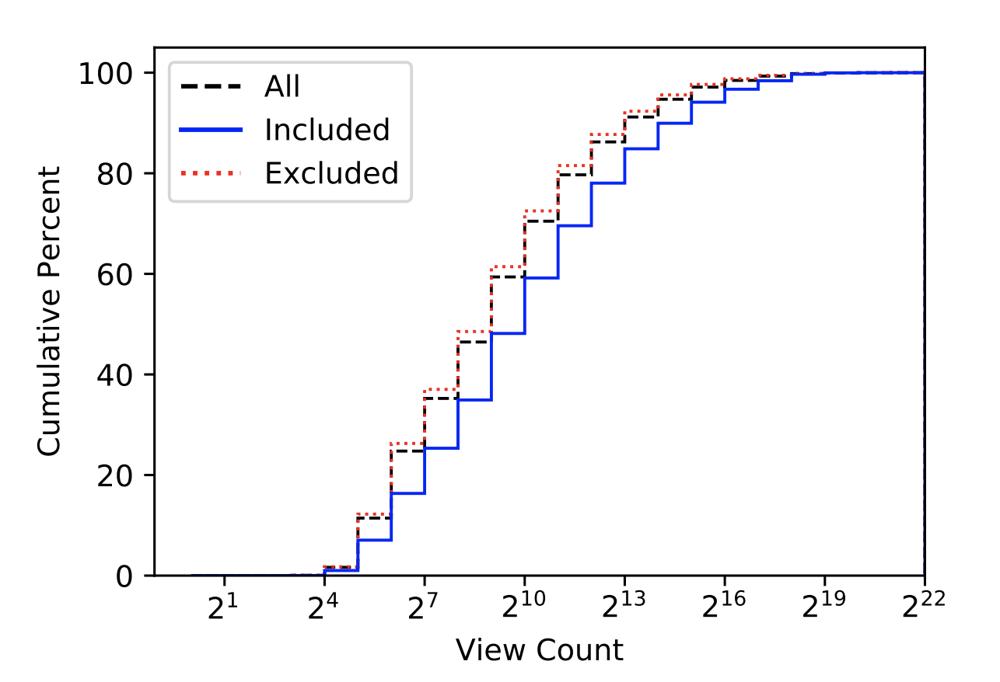 100
80
60
40
20
0
Cumulative Percent
All
Included
Excluded
2^1 2^4 2^7 2^10 2^13 2^16 2^19 2^22
View Count